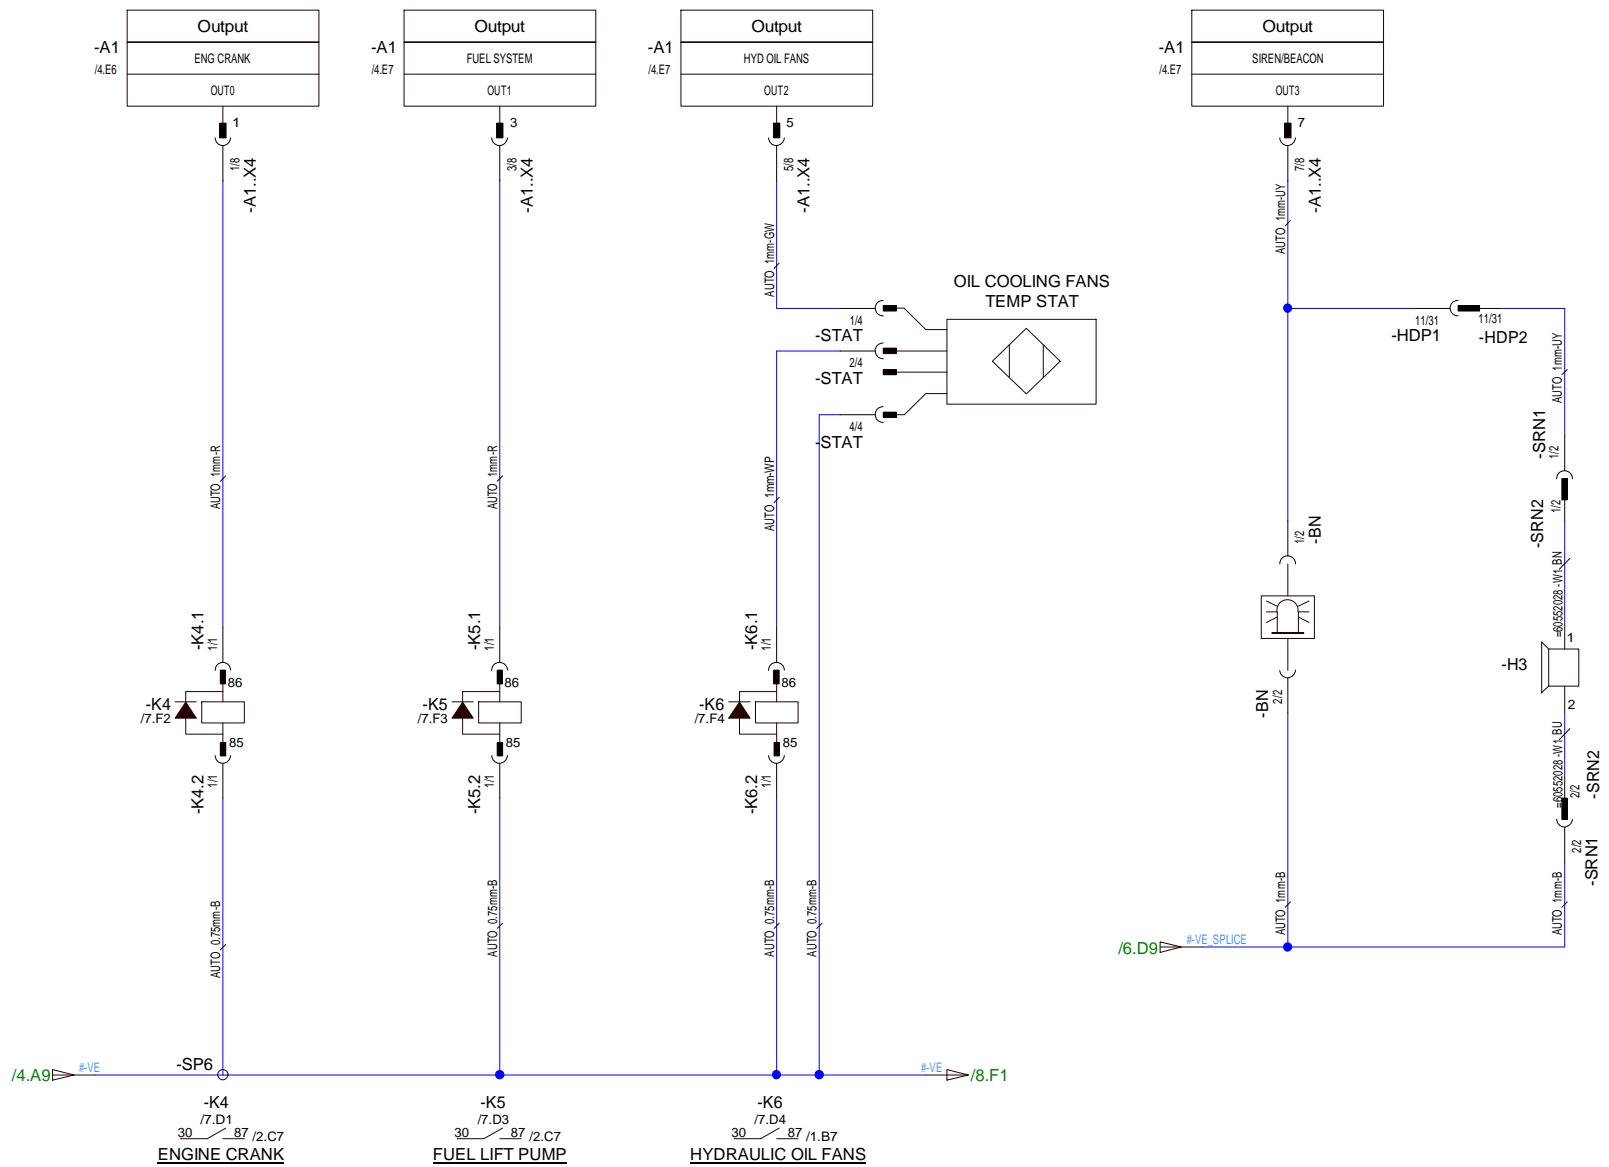 Output
-A1
ENG CRANK
/4.E6
OUT0
1
1/8
-A1..X4
AUTO_1mm-R
-K4.1
1/1
86
-K4
/7.F2
85
-K4.2
1/1
AUTO_0.75mm-B
Output
-A1
FUEL SYSTEM
/4.E7
OUT1
3
3/8
-A1..X4
AUTO_1mm-R
-K5.1
1/1
86
-K5
/7.F3
85
-K5.2
1/1
AUTO_0.75mm-B
Output
-A1
HYD OIL FANS
/4.E7
OUT2
5
5/8
-A1..X4
AUTO_1mm-GW
OIL COOLING FANS
TEMP STAT
1/4
-STAT
2/4
-STAT
4/4
-STAT
AUTO_1mm-WP
-K6.1
1/1
86
-K6
/7.F4
85
-K6.2
1/1
AUTO_0.75mm-B
AUTO_0.75mm-B
Output
-A1
SIREN/BEACON
/4.E7
OUT3
7
7/8
-A1..X4
AUTO_1mm-UY
11/31
-HDP1
11/31
-HDP2
AUTO_1mm-UY
-SRN1
1/2
-SRN2
1/2
=60552028 -W1_BN
1
-H3
2
=60552028 -W1_BU
2/2
-SRN2
2/2
-SRN1
AUTO_1mm-B
1/2
-BN
-BN
2/2
AUTO_1mm-B
/6.D9
#-VE_SPLICE
/4.A9
#-VE
-SP6
#-VE
/8.F1
-K4
/7.D1
30 87 /2.C7
ENGINE CRANK
-K5
/7.D3
30 87 /2.C7
FUEL LIFT PUMP
-K6
/7.D4
30 87 /1.B7
HYDRAULIC OIL FANS